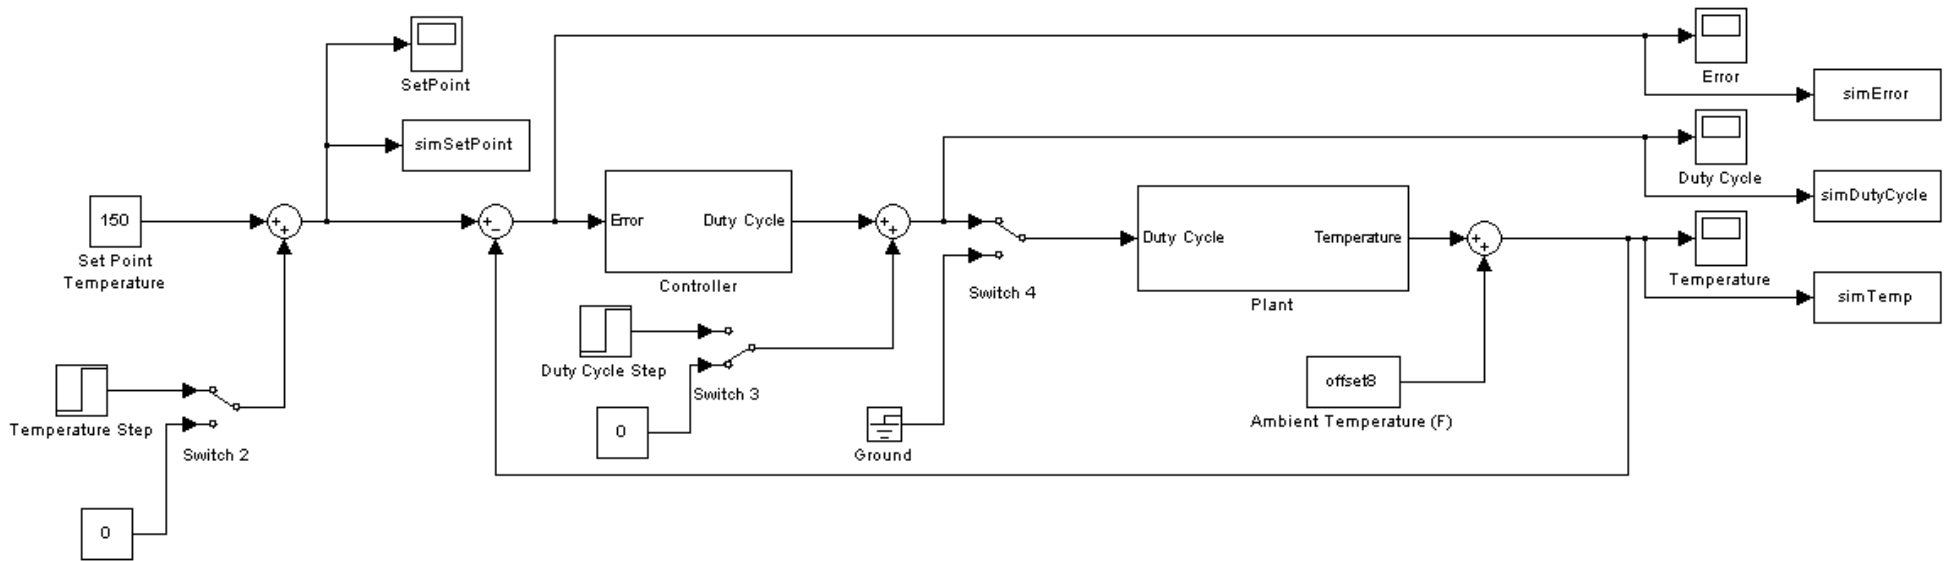 SetPoint
Error
simError
simSetPoint
Duty Cycle
simDutyCycle
150
+
+
+
−
Error
Duty Cycle
+
+
Duty Cycle
Temperature
+
+
Set Point
Temperature
Controller
Switch 4
Plant
Temperature
simTemp
Duty Cycle Step
Switch 3
offset8
Ambient Temperature (F)
Temperature Step
Switch 2
0
Ground
0